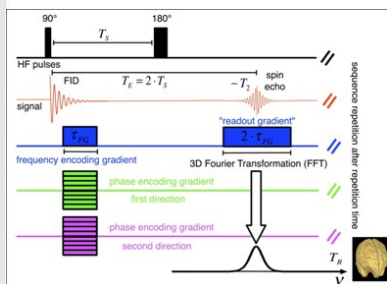 90°
180°
T_S
HF pulses
FID
T_E = 2 · T_S
~ T_2
spin
echo
signal
τ_FG
"readout gradient"
2 · τ_FG
frequency encoding gradient
3D Fourier Transformation (FFT)
phase encoding gradient
first direction
phase encoding gradient
second direction
sequence repetition after repetition time
T_R
ν